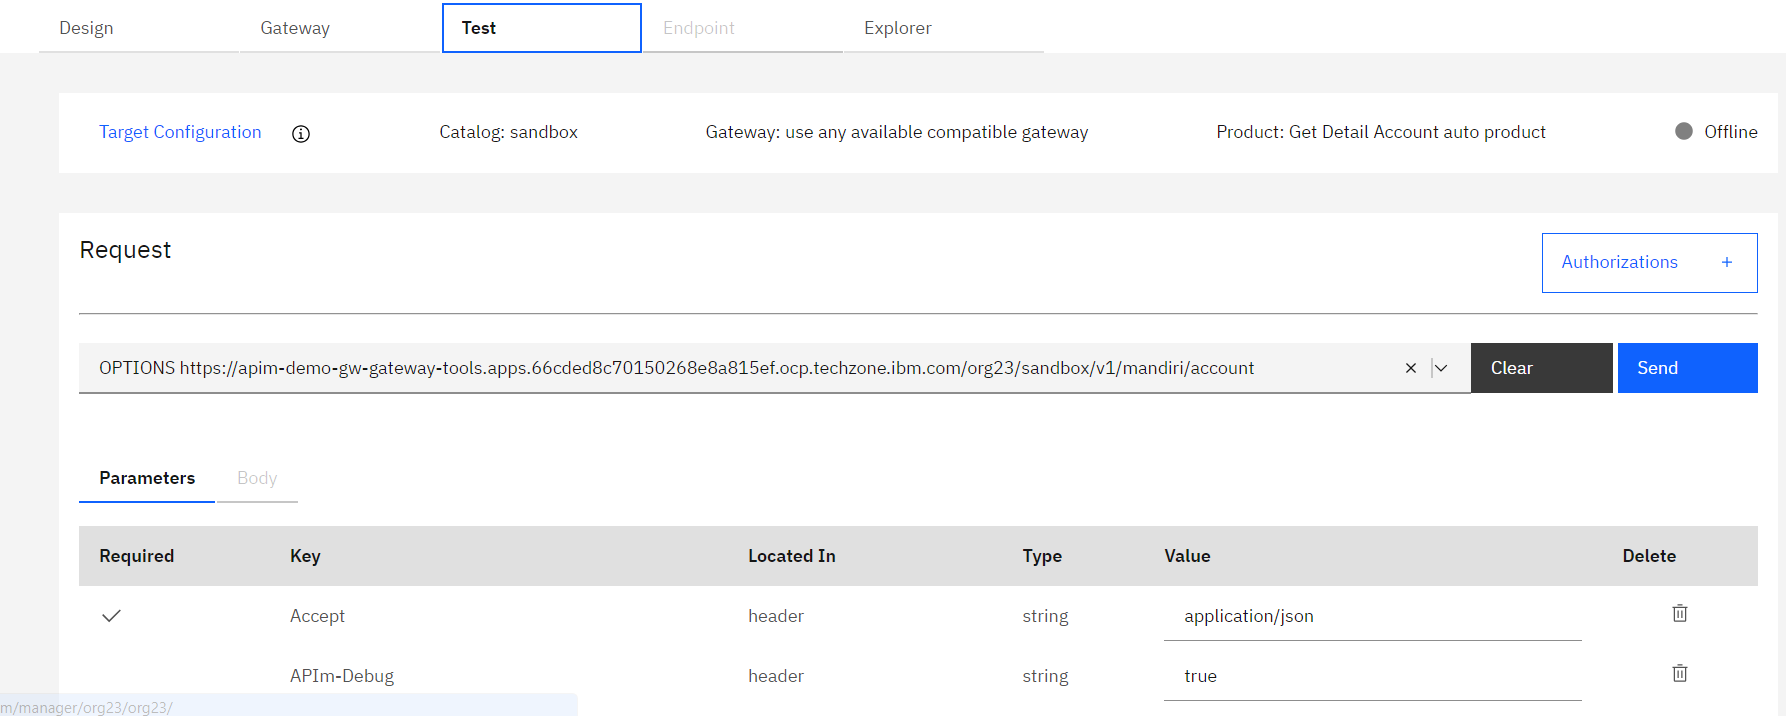 Design Gateway Test Endpoint Explorer
Target Configuration Catalog: sandbox Gateway: use any available compatible gateway Product: Get Detail Account auto product Offline
Request
Authorizations +
OPTIONS https://apim-demo-gw-gateway-tools.apps.66cded8c70150268e8a815ef.ocp.techzone.ibm.com/org23/sandbox/v1/mandiri/account Clear Send
Parameters Body
Required Key Located In Type Value Delete
Accept header string application/json
APIm-Debug header string true
m/manager/org23/org23/